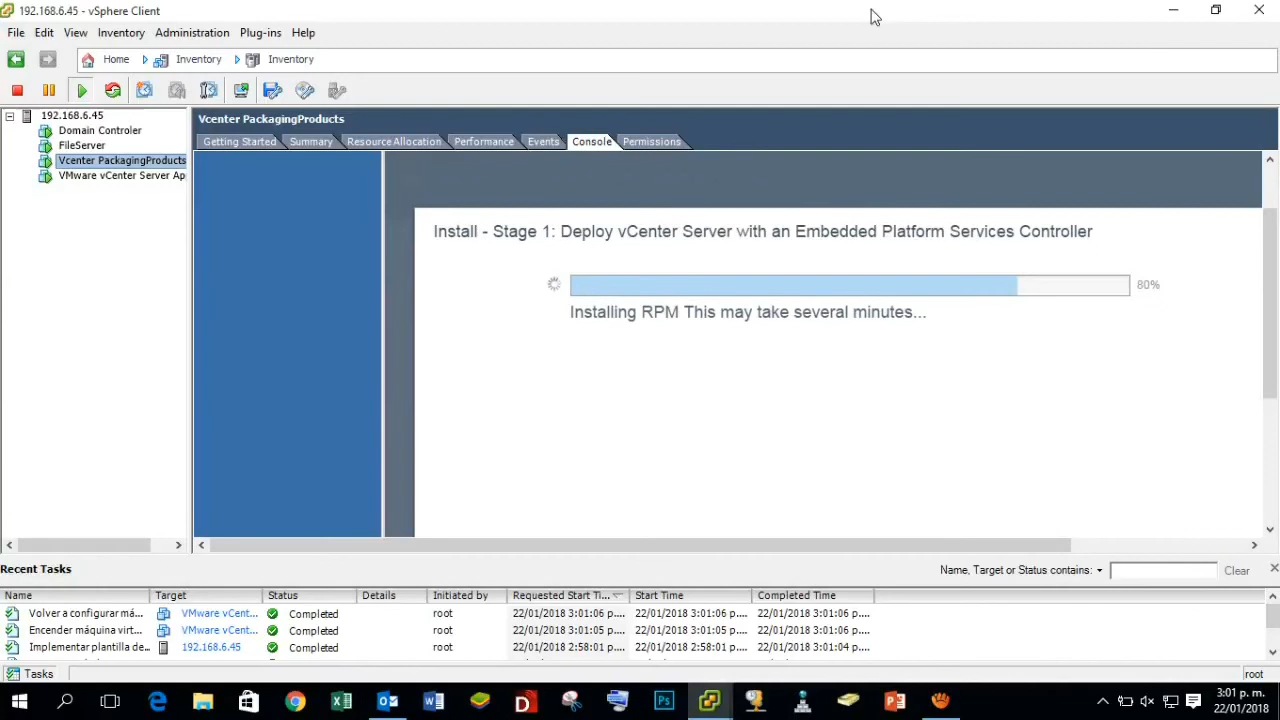 192.168.6.45 - vSphere Client
File Edit View Inventory Administration Plug-ins Help
Home Inventory Inventory
192.168.6.45
Domain Controler
FileServer
Vcenter PackagingProducts
VMware vCenter Server Ap
Vcenter PackagingProducts
Getting Started Summary Resource Allocation Performance Events Console Permissions
Install - Stage 1: Deploy vCenter Server with an Embedded Platform Services Controller
80%
Installing RPM This may take several minutes...
Recent Tasks
Name, Target or Status contains: Clear
Name Target Status Details Initiated by Requested Start Ti... Start Time Completed Time
Volver a configurar má... VMware vCent... Completed root 22/01/2018 3:01:06 p.... 22/01/2018 3:01:06 p.... 22/01/2018 3:01:06 p....
Encender máquina virt... VMware vCent... Completed root 22/01/2018 3:01:05 p.... 22/01/2018 3:01:05 p.... 22/01/2018 3:01:06 p....
Implementar plantilla de... 192.168.6.45 Completed root 22/01/2018 2:58:01 p.... 22/01/2018 2:58:01 p.... 22/01/2018 3:01:04 p....
Tasks root
3:01 p. m.
22/01/2018